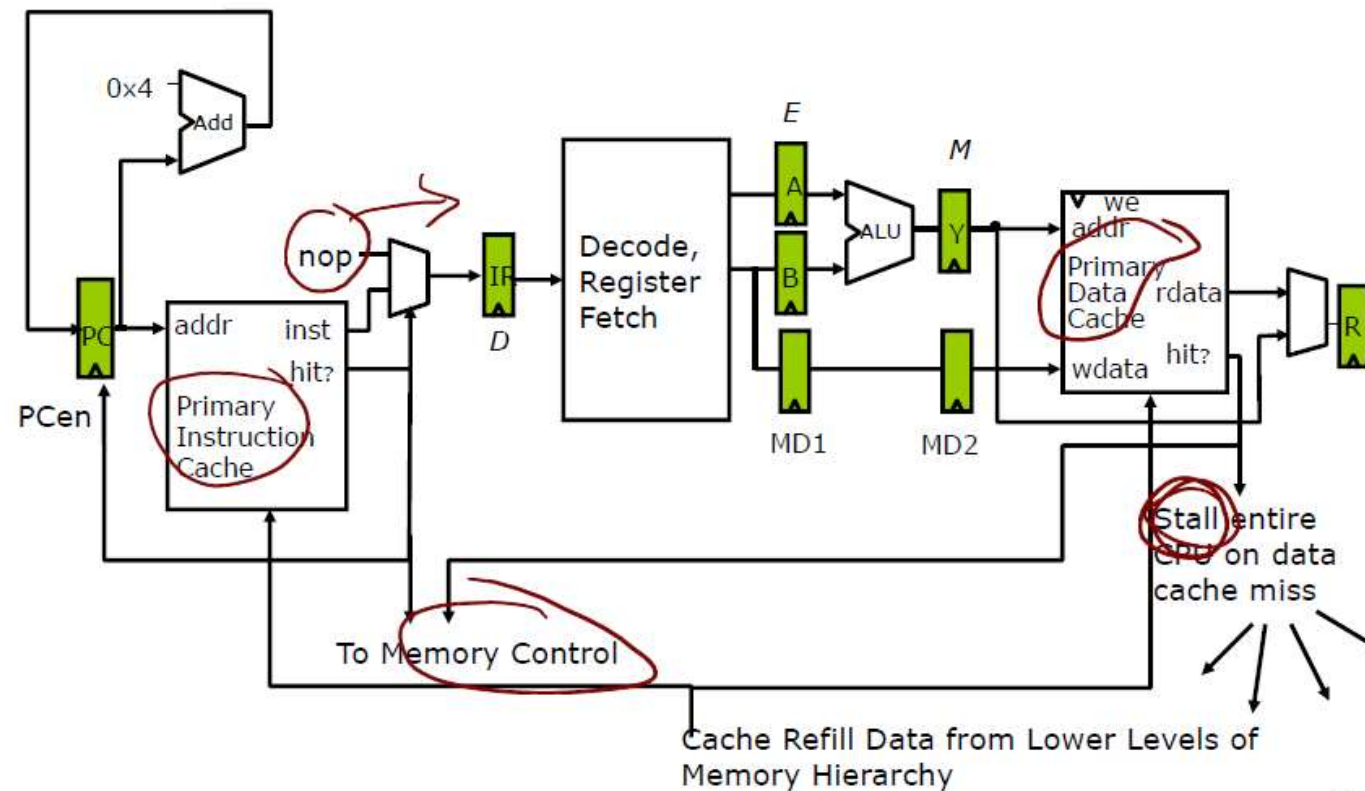 0x4
Add
E
M
A
we
nop
ALU
Y
addr
IR
Decode,
Register
Fetch
B
Primary
Data
Cache
rdata
PC
addr
inst
D
R
hit?
hit?
wdata
PCen
Primary
Instruction
Cache
MD1
MD2
Stall entire
CPU on data
cache miss
To Memory Control
Cache Refill Data from Lower Levels of
Memory Hierarchy